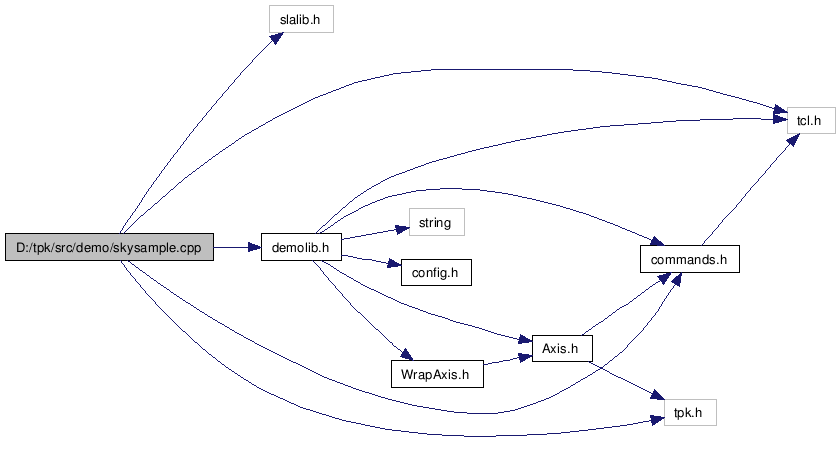 slalib.h
tcl.h
string
D:/tpk/src/demo/skysample.cpp
demolib.h
commands.h
config.h
Axis.h
WrapAxis.h
tpk.h